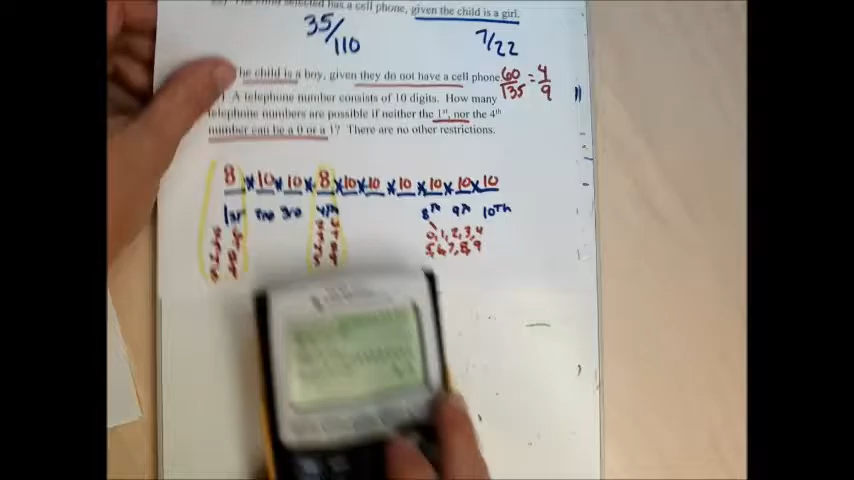 The child selected has a cell phone, given the child is a girl.
35/110 7/22
he child is a boy, given they do not have a cell phone. 60/135 = 4/9
A telephone number consists of 10 digits. How many
telephone numbers are possible if neither the 1st, nor the 4th
number can be a 0 or a 1? There are no other restrictions.
8 × 10 × 10 × 8 × 10 × 10 × 10 × 10 × 10 × 10
1st 2nd 3rd 4th 8th 9th 10th
0, 1, 2, 3, 4
5, 6, 7, 8, 9